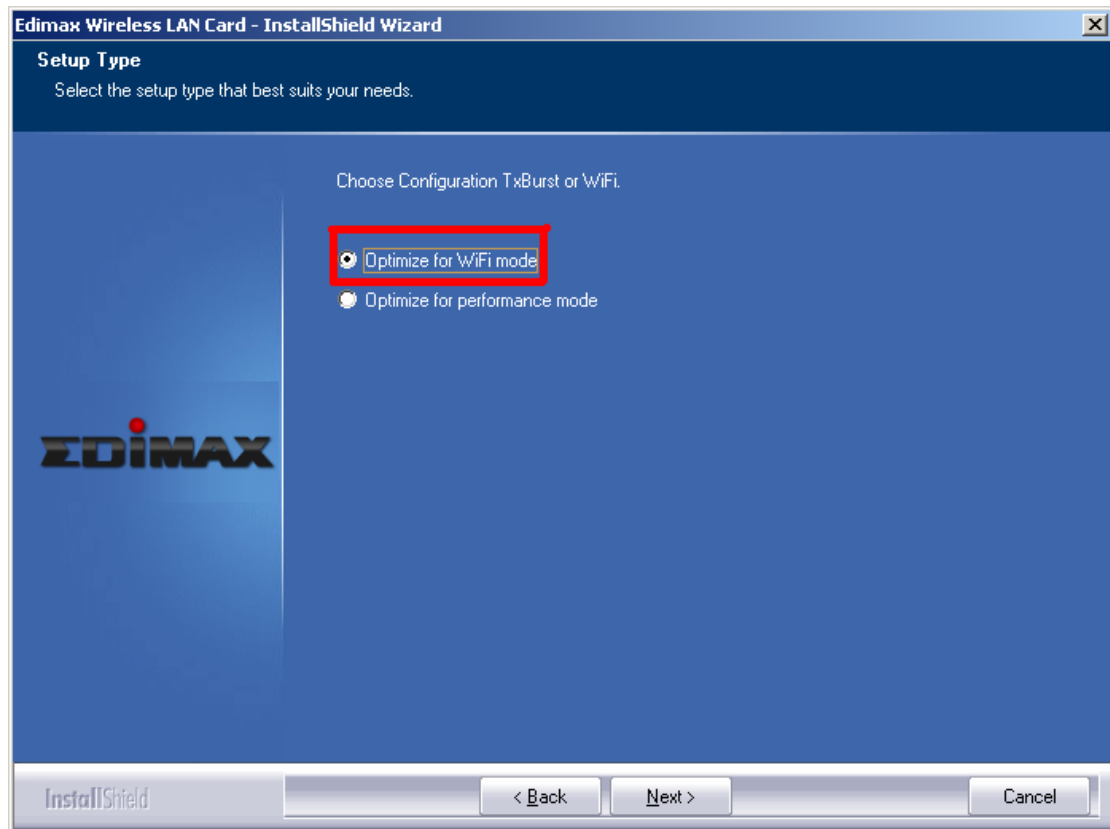 Edimax Wireless LAN Card - InstallShield Wizard
Setup Type
Select the setup type that best suits your needs.
Choose Configuration TxBurst or WiFi.
Optimize for WiFi mode
Optimize for performance mode
EDIMAX
InstallShield
< Back
Next >
Cancel